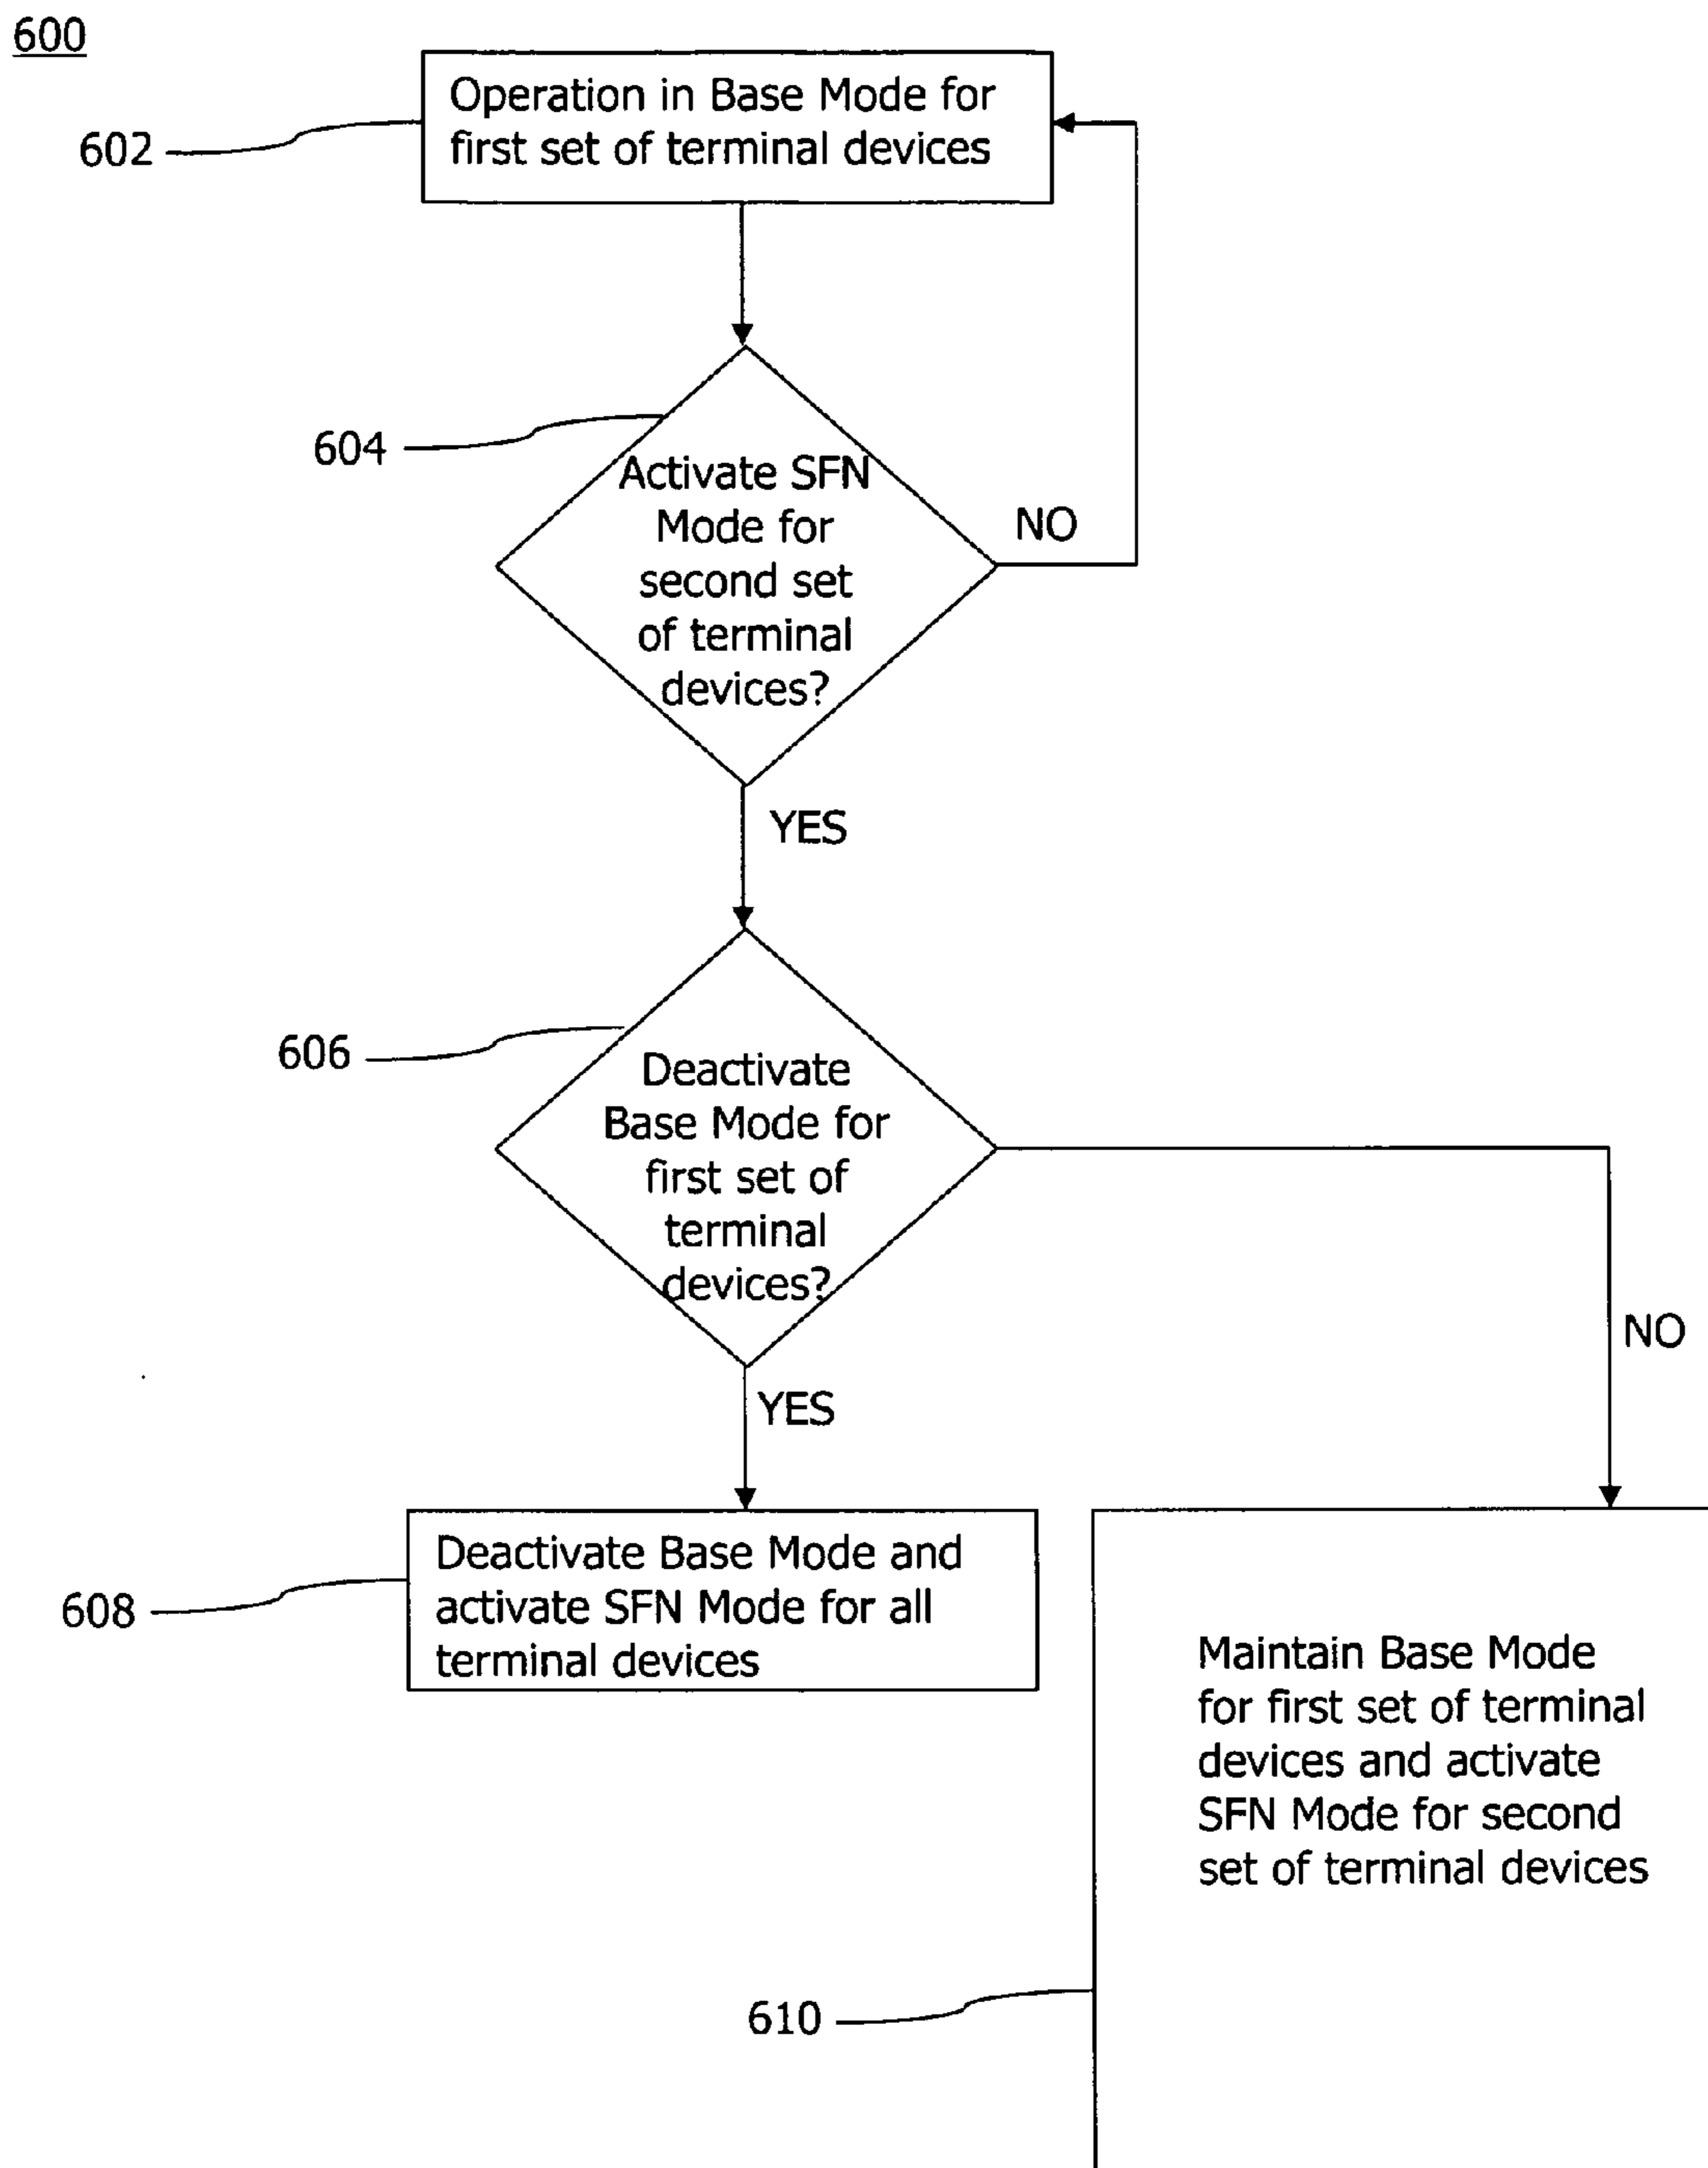 600
Operation in Base Mode for
first set of terminal devices
602
604
Activate SFN
Mode for
second set
of terminal
devices?
NO
YES
606
Deactivate
Base Mode for
first set of
terminal
devices?
NO
YES
Deactivate Base Mode and
activate SFN Mode for all
terminal devices
608
Maintain Base Mode
for first set of terminal
devices and activate
SFN Mode for second
set of terminal devices
610